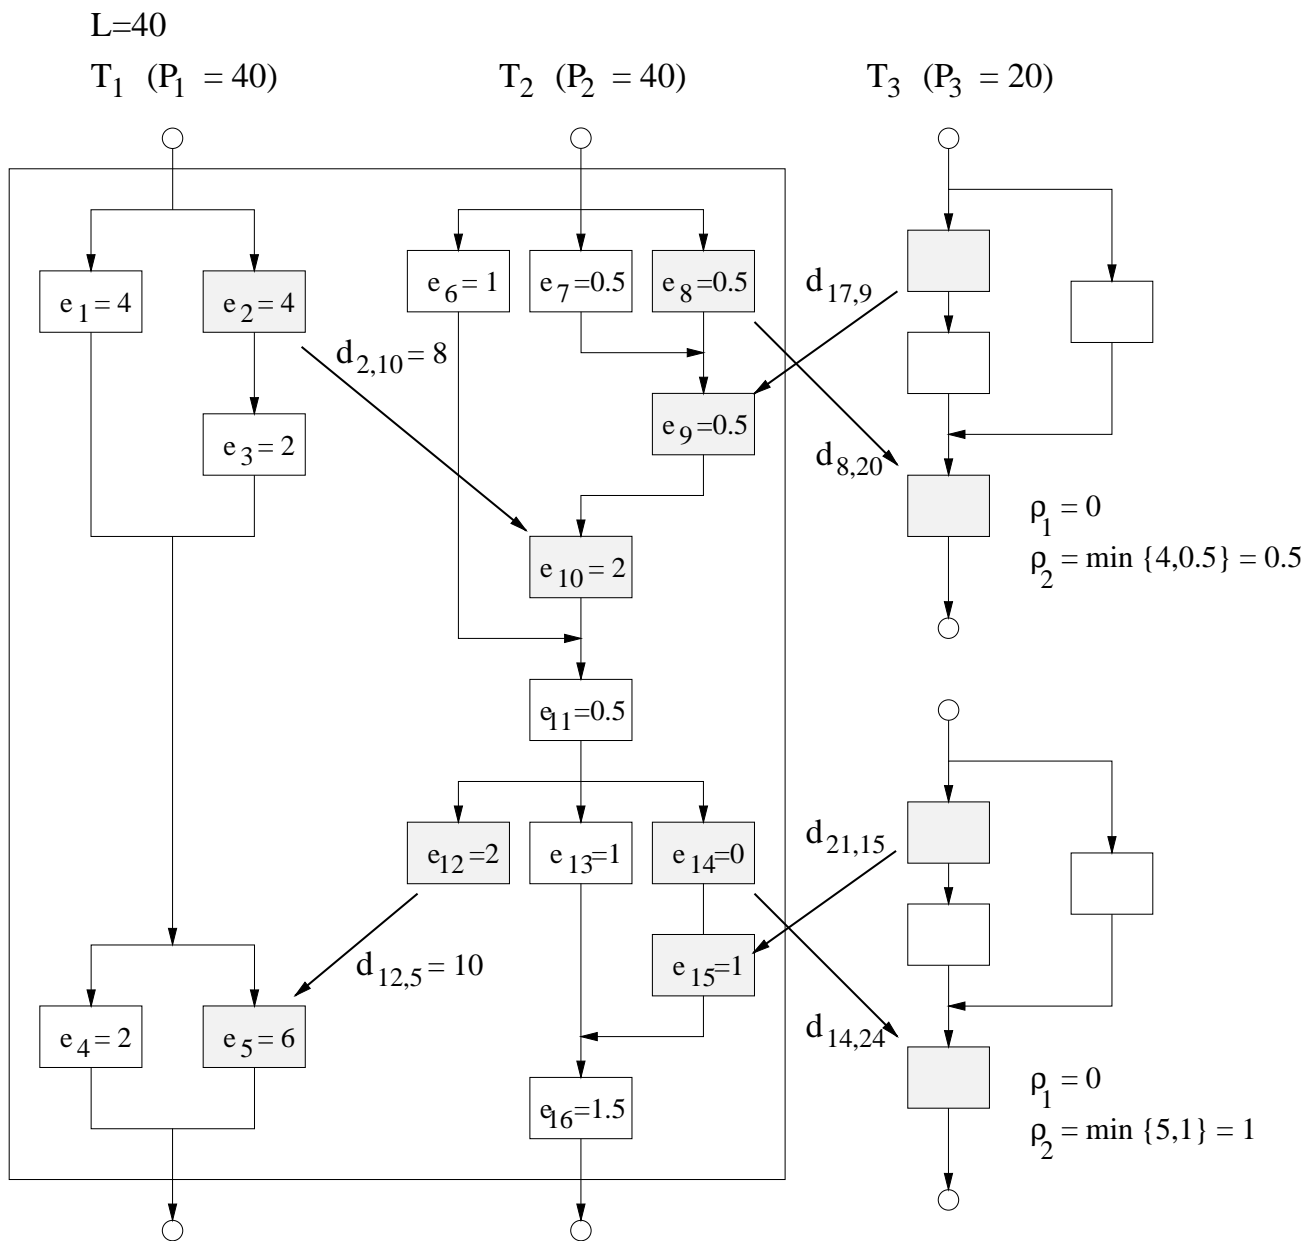 L=40
T1 (P1 = 40)
T2 (P2 = 40)
T3 (P3 = 20)
e1 = 4
e2 = 4
e6 = 1
e7 =0.5
e8 =0.5
d17,9
d2,10 = 8
e3 = 2
e9 =0.5
d8,20
ρ1 = 0
ρ2 = min {4,0.5} = 0.5
e10 = 2
e11=0.5
e12=2
e13=1
e14=0
d21,15
d12,5 = 10
e15=1
e4 = 2
e5 = 6
d14,24
ρ1 = 0
ρ2 = min {5,1} = 1
e16=1.5